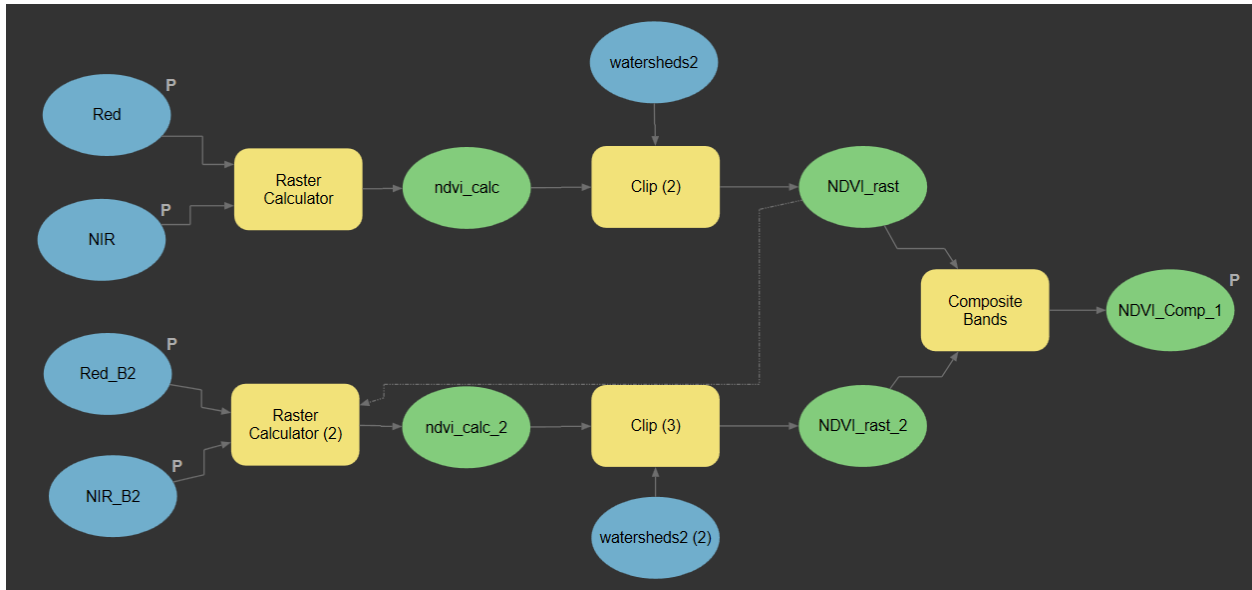 watersheds2
P
Red
Raster
Calculator
ndvi_calc
Clip (2)
NDVI_rast
P
NIR
P
NDVI_Comp_1
Composite
Bands
P
Red_B2
Raster
Calculator (2)
ndvi_calc_2
Clip (3)
NDVI_rast_2
P
NIR_B2
watersheds2 (2)